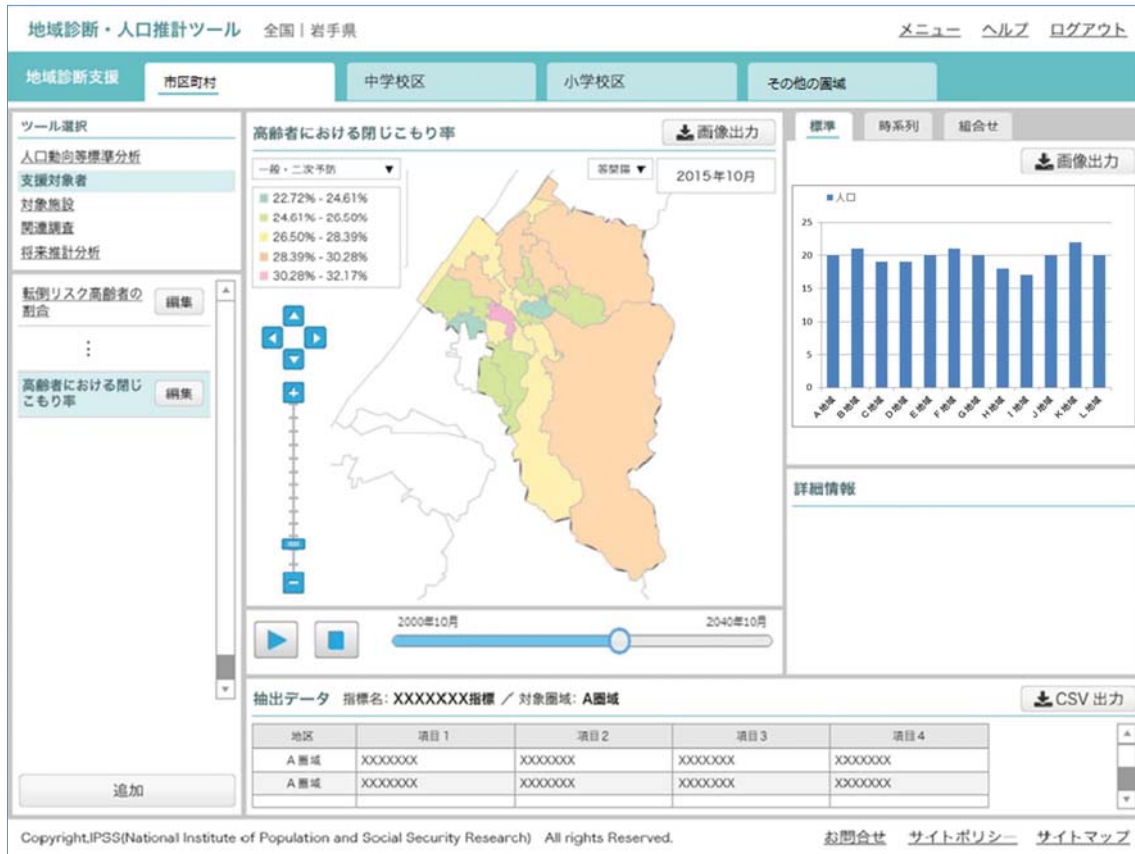 地域診断・人口推計ツール 全国 | 岩手県
メニュー ヘルプ ログアウト
地域診断支援 市区町村 中学校区 小学校区 その他の圏域
ツール選択
人口動向等標準分析
支援対象者
対象施設
関連調査
将来推計分析
転倒リスク高齢者の
割合
編集
⋮
高齢者における閉じ
こもり率
編集
追加
高齢者における閉じこもり率
画像出力
一般・二次予防 ▼
等間隔 ▼
2015年10月
22.72% - 24.61%
24.61% - 26.50%
26.50% - 28.39%
28.39% - 30.28%
30.28% - 32.17%
2000年10月 2040年10月
標準 時系列 組合せ
画像出力
人口
25
20
15
10
5
0
A地域 B地域 C地域 D地域 E地域 F地域 G地域 H地域 I地域 J地域 K地域 L地域
詳細情報
抽出データ 指標名: XXXXXXX指標 / 対象圏域: A圏域
CSV 出力
地区 項目1 項目2 項目3 項目4
A圏域 XXXXXXX XXXXXXX XXXXXXX XXXXXXX
A圏域 XXXXXXX XXXXXXX XXXXXXX XXXXXXX
Copyright,IPSS(National Institute of Population and Social Security Research) All rights Reserved.
お問合せ サイトポリシー サイトマップ